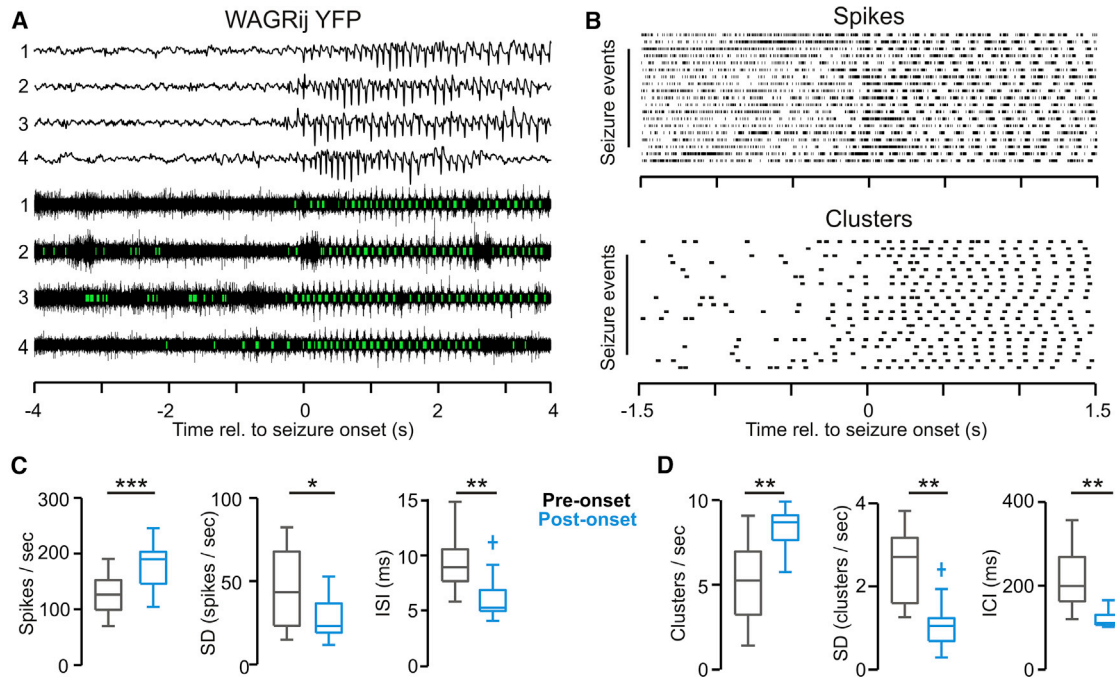 A
WAGRij YFP
1
2
3
4
1
2
3
4
-4
-2
0
2
4
Time rel. to seizure onset (s)
B
Spikes
Seizure events
Clusters
Seizure events
-1.5
0
1.5
Time rel. to seizure onset (s)
C
Spikes / sec
300
200
100
0
***
SD (spikes / sec)
100
50
0
*
ISI (ms)
15
10
5
0
**
Pre-onset
Post-onset
D
Clusters / sec
10
5
0
**
SD (clusters / sec)
4
2
0
**
ICI (ms)
400
200
0
**